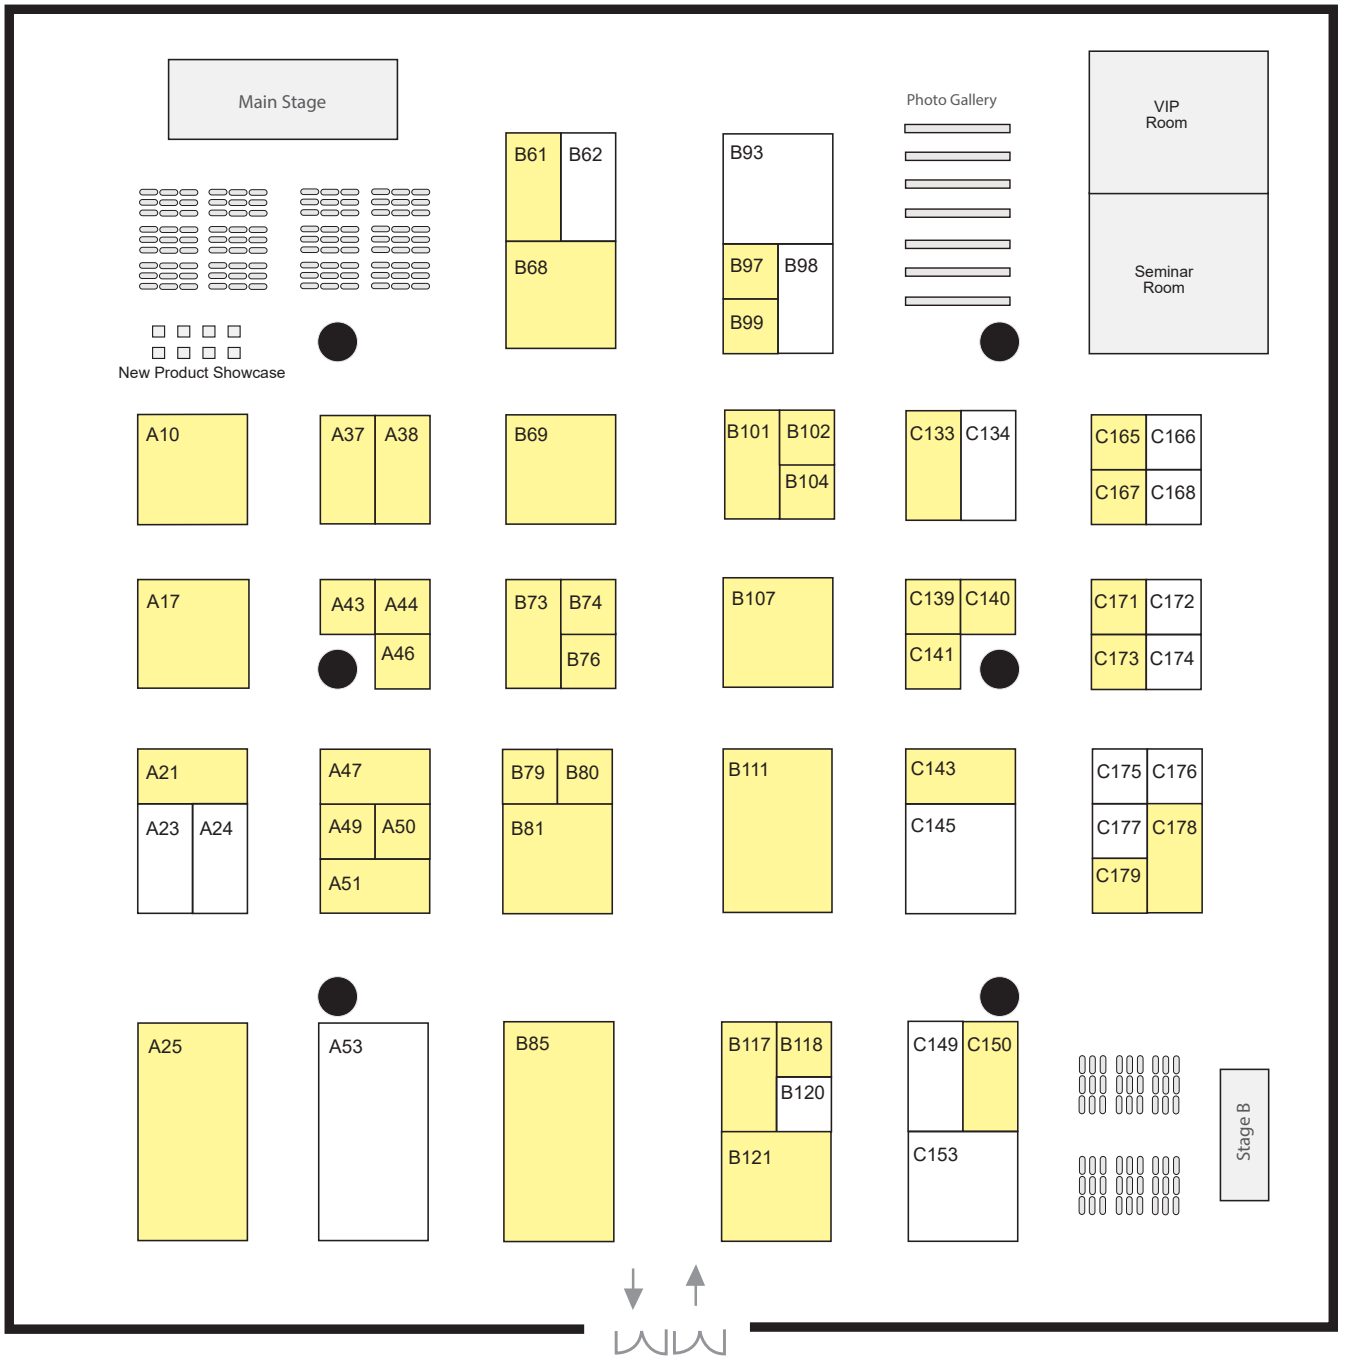 Main Stage
Photo Gallery
VIP
Room
B61
B62
B93
B68
B97
B98
B99
Seminar
Room
New Product Showcase
A10
A37
A38
B69
B101
B102
B104
C133
C134
C165
C166
C167
C168
A17
A43
A44
A46
B73
B74
B76
B107
C139
C140
C141
C171
C172
C173
C174
A21
A23
A24
A47
A49
A50
A51
B79
B80
B81
B111
C143
C145
C175
C176
C177
C178
C179
A25
A53
B85
B117
B118
B120
B121
C149
C150
C153
Stage B